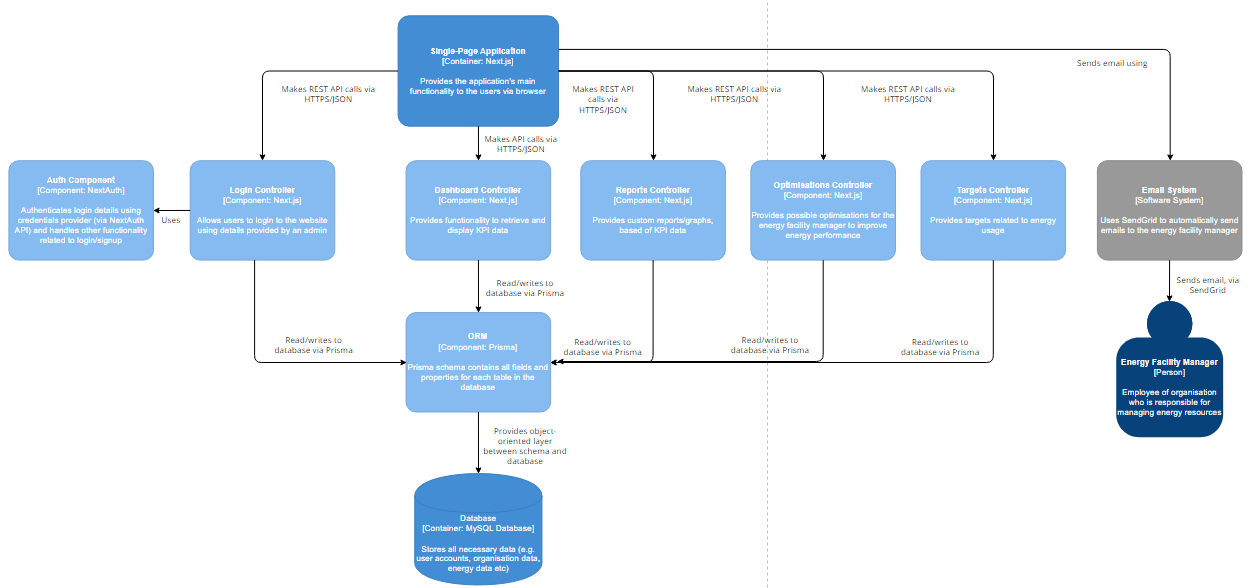 Single-Page Application
[Container: Next.js]
Provides the application's main
functionality to the users via browser
Sends email using
Makes REST API calls via
HTTPS/JSON
Makes REST API
calls via
HTTPS/JSON
Makes REST API calls via
HTTPS/JSON
Makes REST API calls via
HTTPS/JSON
Makes API calls via
HTTPS/JSON
Auth Component
[Component: NextAuth]
Authenticates login details using
credentials provider (via NextAuth
API) and handles other functionality
related to login/signup
Uses
Login Controller
[Component: Next.js]
Allows users to login to the website
using details provided by an admin
Dashboard Controller
[Component: Next.js]
Provides functionality to retrieve and
display KPI data
Reports Controller
[Component: Next.js]
Provides custom reports/graphs,
based of KPI data
Optimisations Controller
[Component: Next.js]
Provides possible optimisations for the
energy facility manager to improve
energy performance
Targets Controller
[Component: Next.js]
Provides targets related to energy
usage
Email System
[Software System]
Uses SendGrid to automatically send
emails to the energy facility manager
Read/writes to
database via Prisma
Sends email, via
SendGrid
Read/writes to
database via Prisma
ORM
[Component: Prisma]
Prisma schema contains all fields and
properties for each table in the
database
Read/writes to
database via Prisma
Read/writes to
database via Prisma
Read/writes to
database via Prisma
Energy Facility Manager
[Person]
Employee of organisation
who is responsible for
managing energy resources
Provides object-
oriented layer
between schema and
database
Database
[Container: MySQL Database]
Stores all necessary data (e.g.
user accounts, organisation data,
energy data etc)